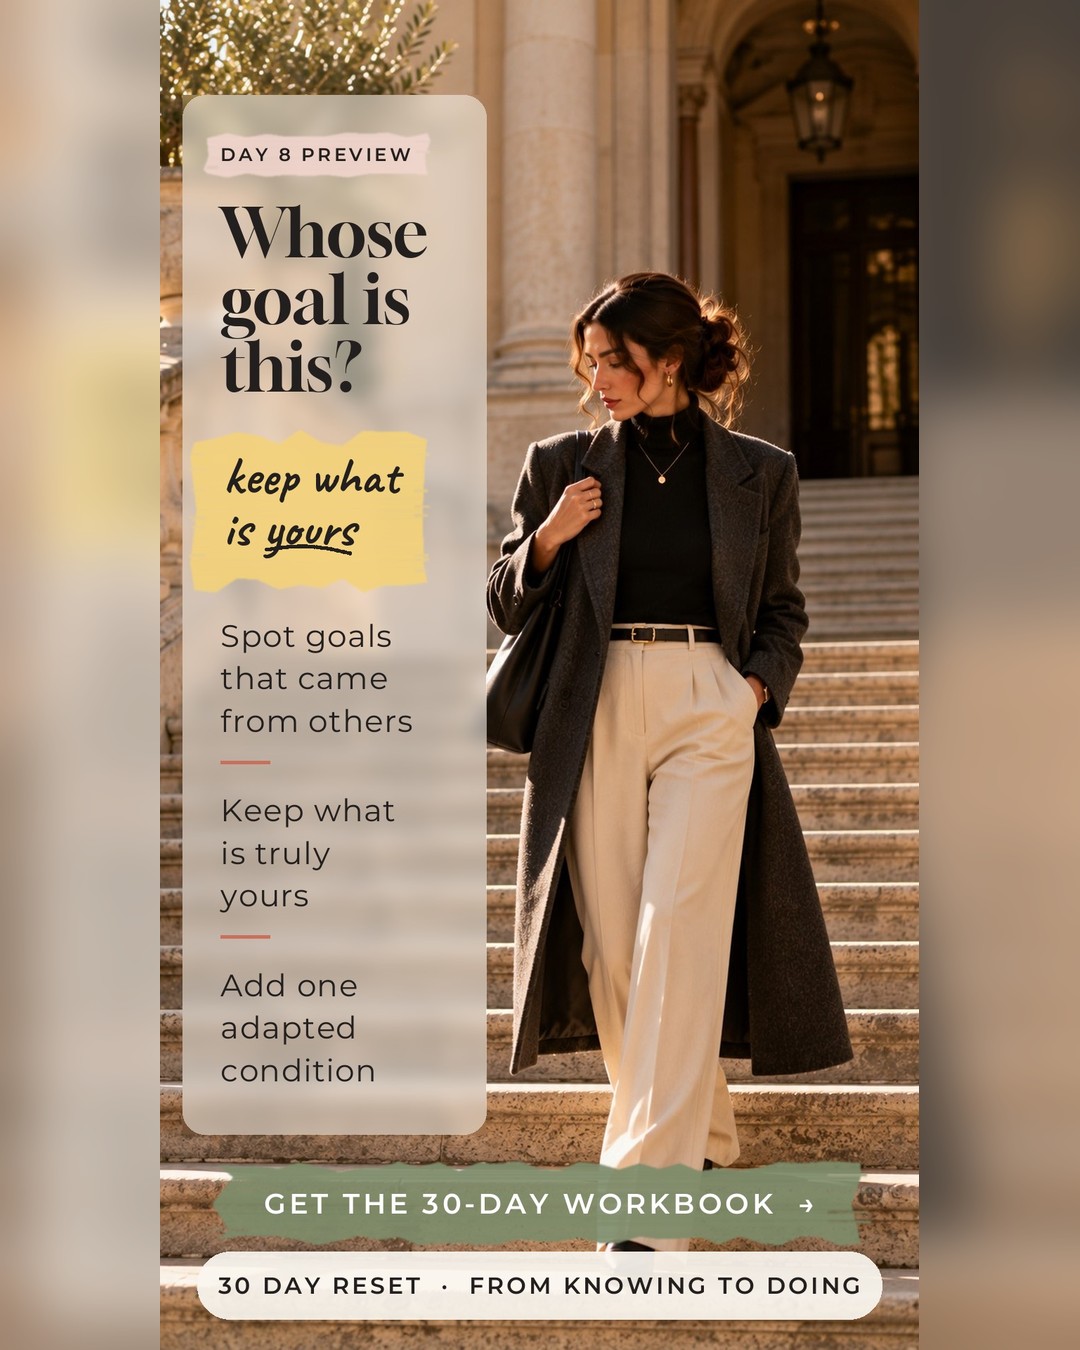 DAY 8 PREVIEW
Whose
goal is
this?
keep what
is yours
Spot goals
that came
from others
Keep what
is truly
yours
Add one
adapted
condition
GET THE 30-DAY WORKBOOK →
30 DAY RESET · FROM KNOWING TO DOING